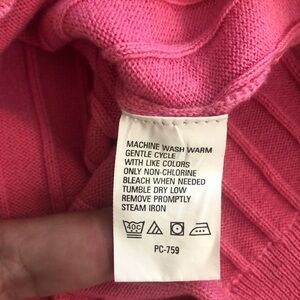 MACHINE WASH WARM
GENTLE CYCLE
WITH LIKE COLORS
ONLY NON-CHLORINE
BLEACH WHEN NEEDED
TUMBLE DRY LOW
REMOVE PROMPTLY
STEAM IRON
40C
PC-759